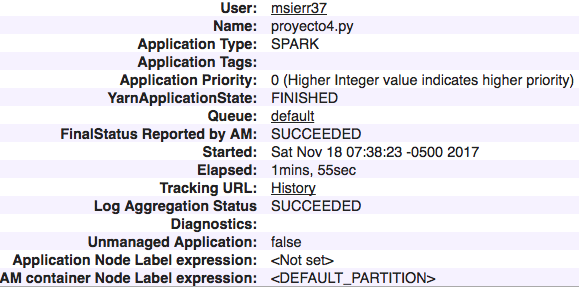 User: msierr37
Name: proyecto4.py
Application Type: SPARK
Application Tags:
Application Priority: 0 (Higher Integer value indicates higher priority)
YarnApplicationState: FINISHED
Queue: default
FinalStatus Reported by AM: SUCCEEDED
Started: Sat Nov 18 07:38:23 -0500 2017
Elapsed: 1mins, 55sec
Tracking URL: History
Log Aggregation Status SUCCEEDED
Diagnostics:
Unmanaged Application: false
Application Node Label expression: <Not set>
AM container Node Label expression: <DEFAULT_PARTITION>